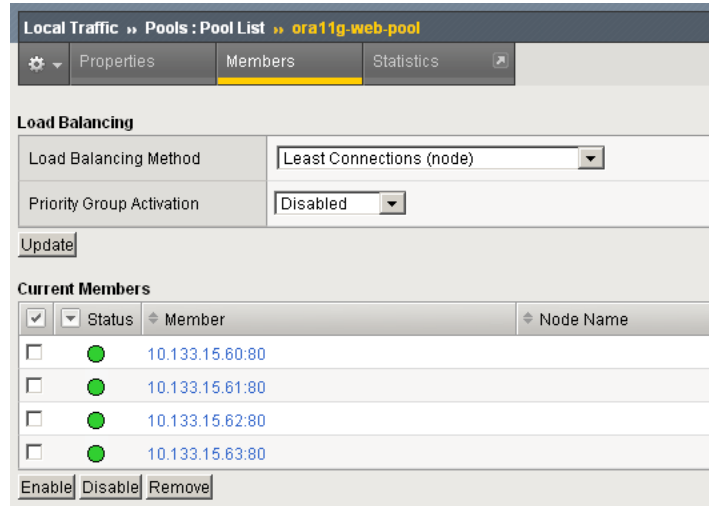 Local Traffic » Pools : Pool List » ora11g-web-pool
Properties Members Statistics
Load Balancing
Load Balancing Method Least Connections (node)
Priority Group Activation Disabled
Update
Current Members
Status Member Node Name
10.133.15.60:80
10.133.15.61:80
10.133.15.62:80
10.133.15.63:80
Enable Disable Remove